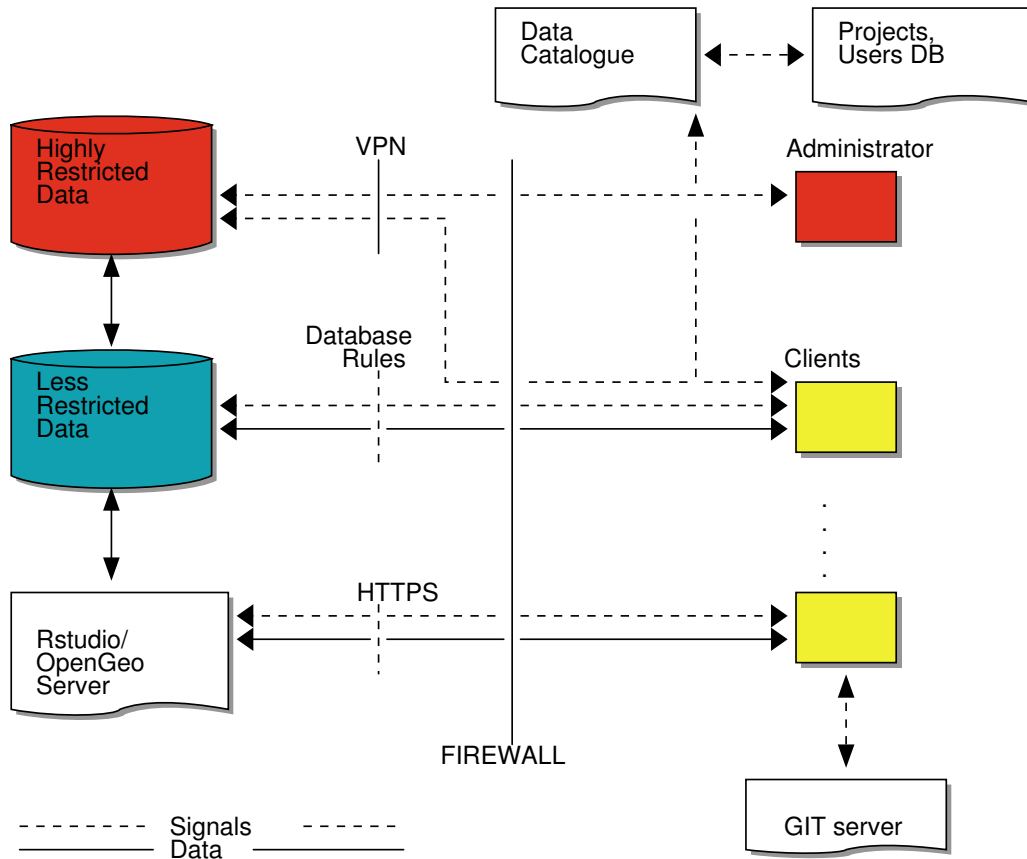 Data
Catalogue
Projects,
Users DB
Highly
Restricted
Data
VPN
Administrator
Database
Rules
Clients
Less
Restricted
Data
HTTPS
Rstudio/
OpenGeo
Server
FIREWALL
GIT server
Signals
Data